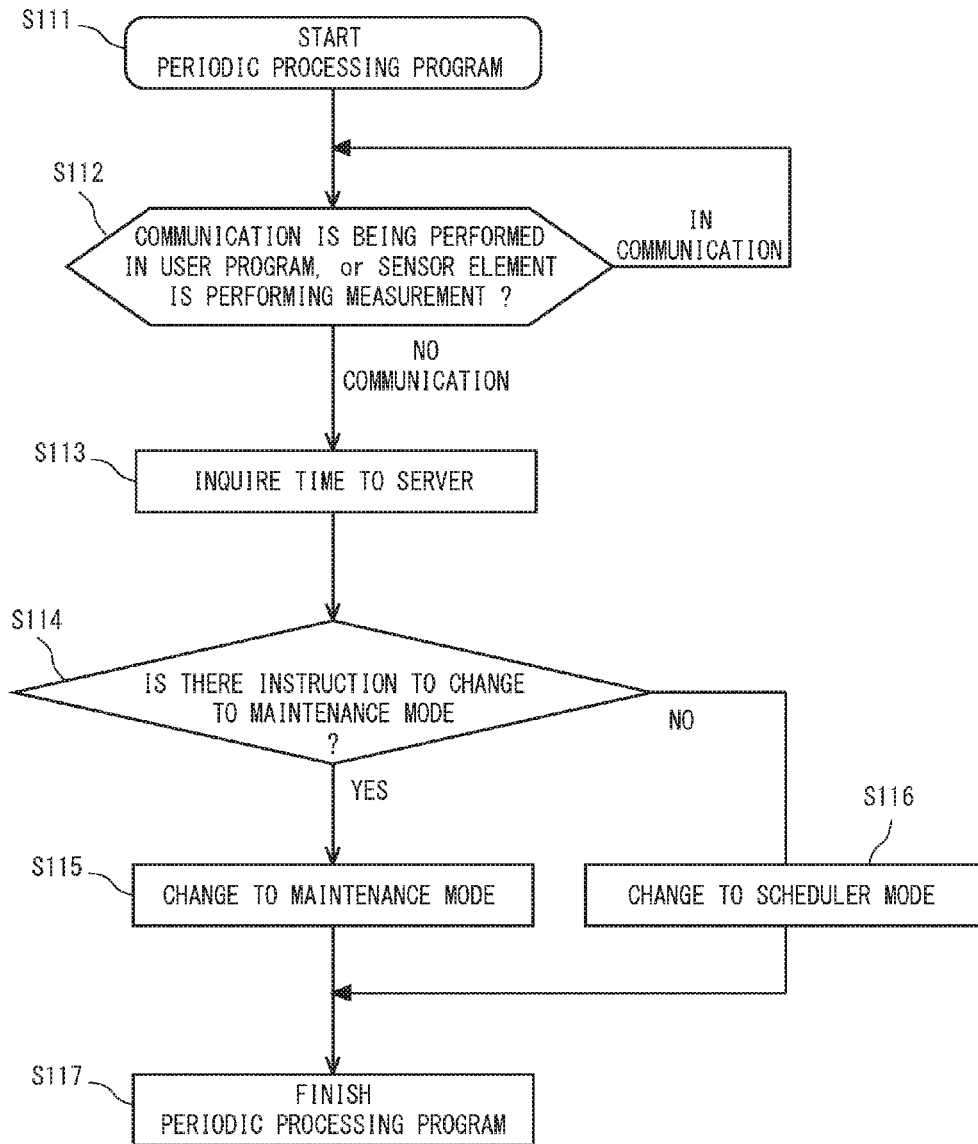 S111
START
PERIODIC PROCESSING PROGRAM
S112
COMMUNICATION IS BEING PERFORMED
IN USER PROGRAM, or SENSOR ELEMENT
IS PERFORMING MEASUREMENT ?
IN
COMMUNICATION
NO
COMMUNICATION
S113
INQUIRE TIME TO SERVER
S114
IS THERE INSTRUCTION TO CHANGE
TO MAINTENANCE MODE
?
NO
YES
S116
S115
CHANGE TO MAINTENANCE MODE
CHANGE TO SCHEDULER MODE
S117
FINISH
PERIODIC PROCESSING PROGRAM